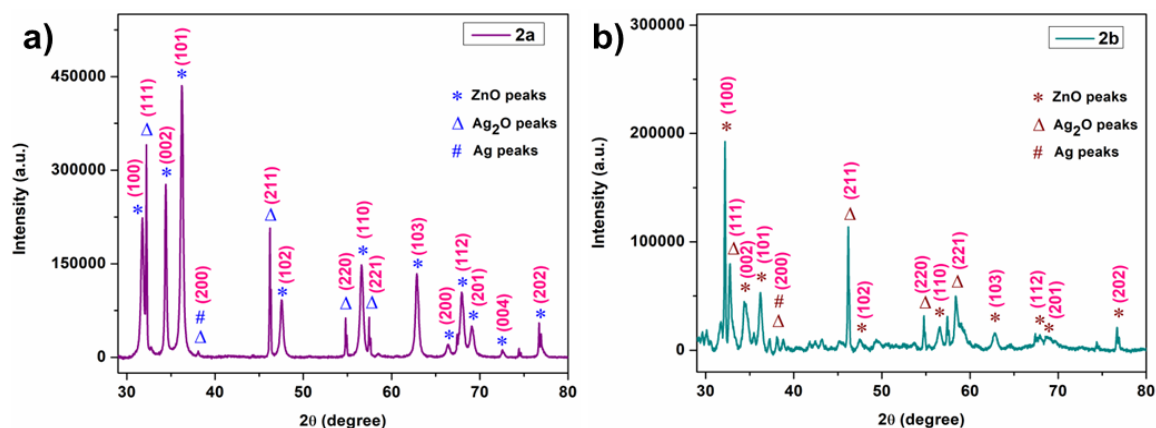 a)
2a
* ZnO peaks
Δ Ag2O peaks
# Ag peaks
(100)
(111)
(002)
(101)
(200)
(211)
(102)
(220)
(110)
(221)
(103)
(200)
(112)
(201)
(004)
(202)
450000
300000
150000
0
30 40 50 60 70 80
Intensity (a.u.)
2θ (degree)
b)
2b
* ZnO peaks
Δ Ag2O peaks
# Ag peaks
(100)
(111)
(002)
(101)
(200)
(211)
(102)
(220)
(110)
(221)
(103)
(112)
(201)
(202)
300000
200000
100000
0
30 40 50 60 70 80
Intensity (a.u.)
2θ (degree)